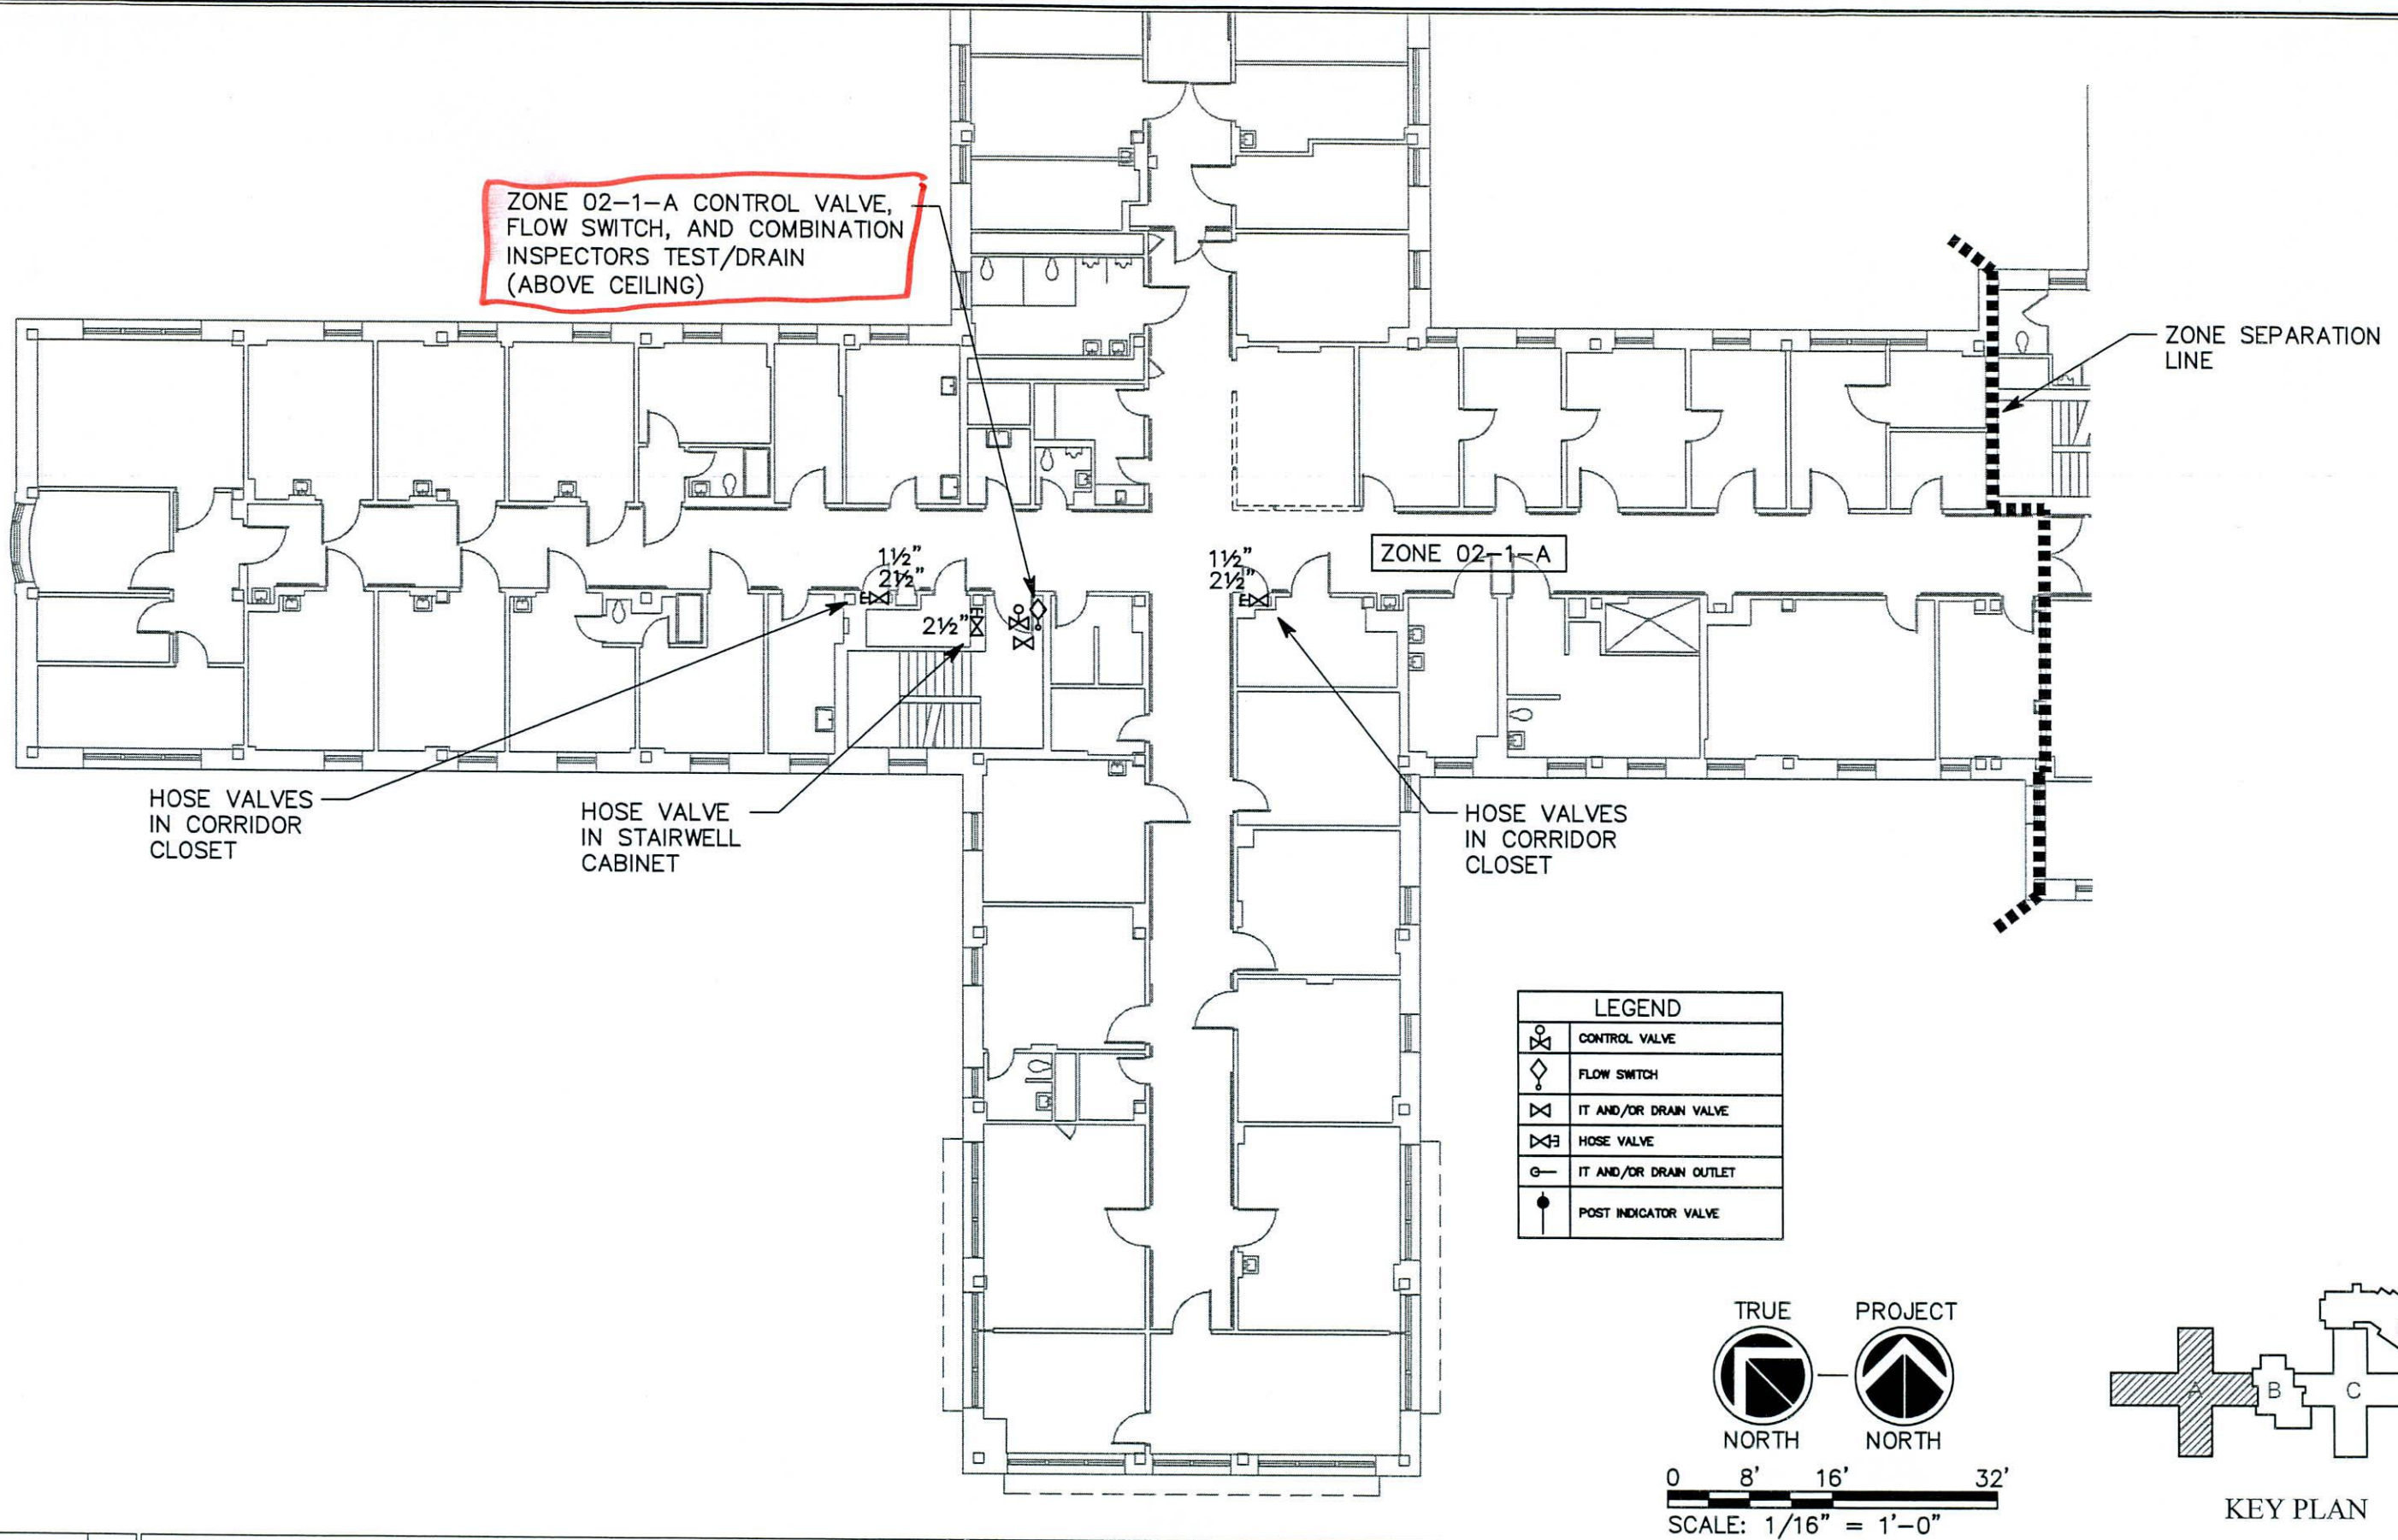 ZONE 02-1-A CONTROL VALVE,
FLOW SWITCH, AND COMBINATION
INSPECTORS TEST/DRAIN
(ABOVE CEILING)
ZONE SEPARATION
LINE
1½"
2½"
2½"
1½"
2½"
ZONE 02-1-A
HOSE VALVES
IN CORRIDOR
CLOSET
HOSE VALVE
IN STAIRWELL
CABINET
HOSE VALVES
IN CORRIDOR
CLOSET
LEGEND
CONTROL VALVE
FLOW SWITCH
IT AND/OR DRAIN VALVE
HOSE VALVE
IT AND/OR DRAIN OUTLET
POST INDICATOR VALVE
TRUE
NORTH
PROJECT
NORTH
0 8' 16' 32'
SCALE: 1/16" = 1'-0"
A B C
KEY PLAN